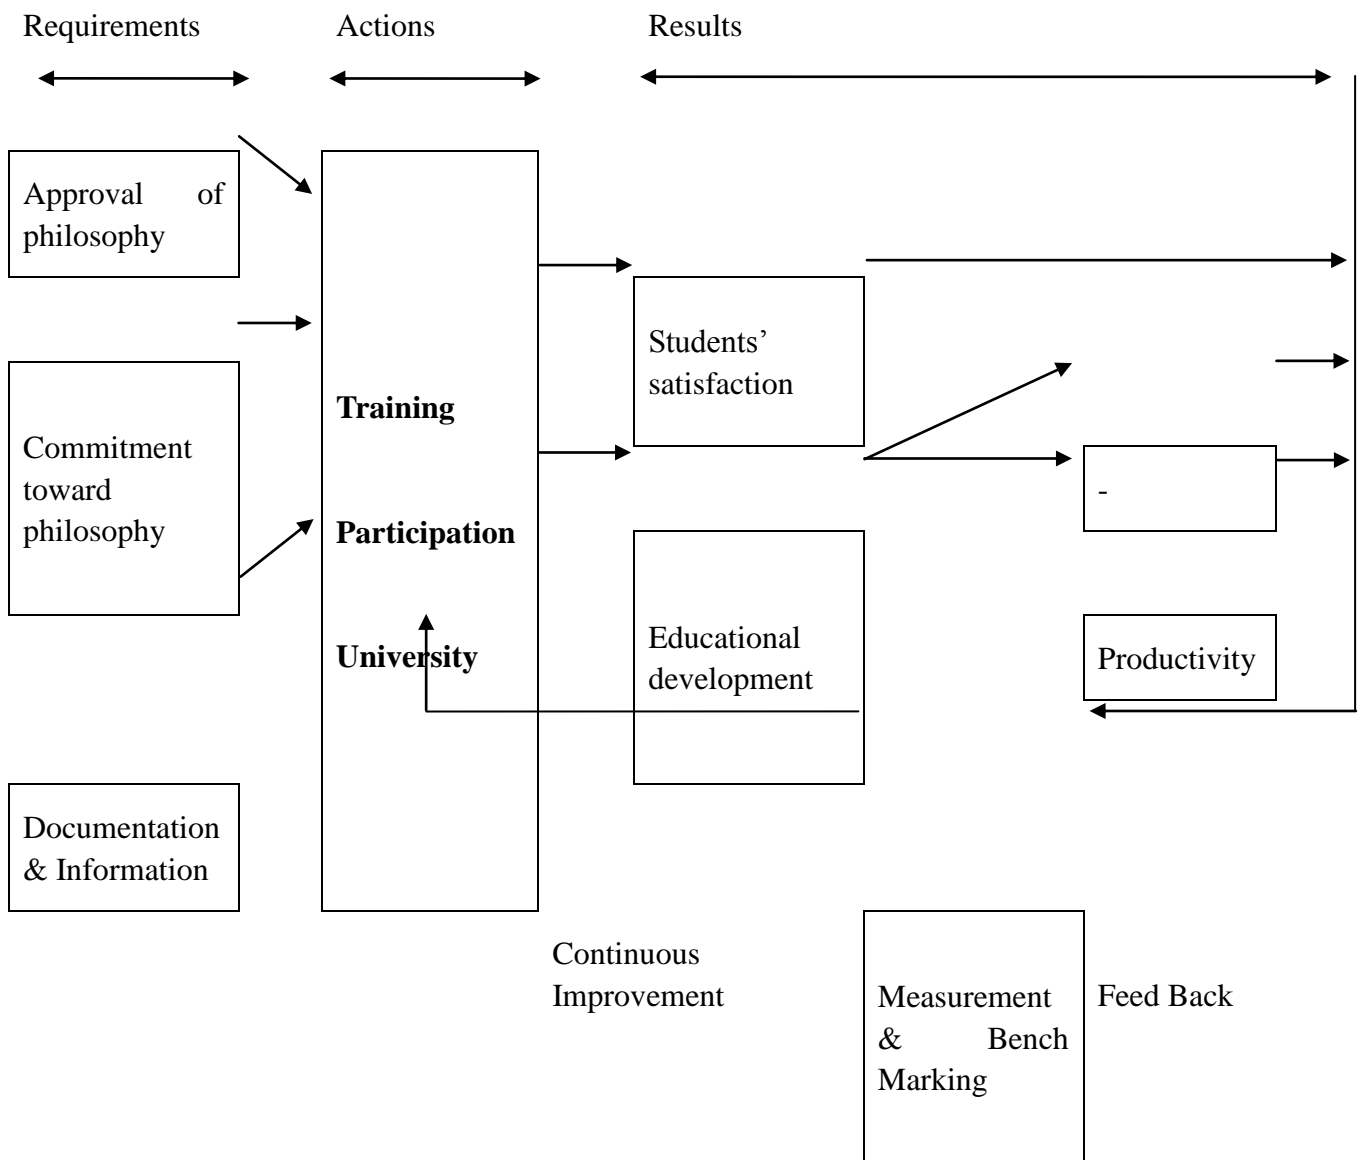 Requirements
Actions
Results
Approval of
philosophy
Commitment
toward
philosophy
Documentation
& Information
Training
Participation
University
Students’
satisfaction
Educational
development
-
Productivity
Continuous
Improvement
Measurement
& Bench
Marking
Feed Back